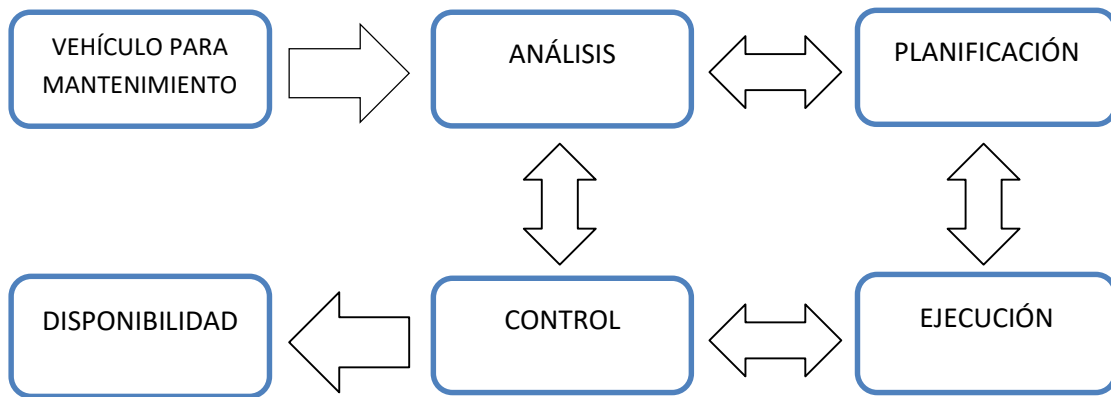 VEHÍCULO PARA
MANTENIMIENTO
ANÁLISIS
PLANIFICACIÓN
DISPONIBILIDAD
CONTROL
EJECUCIÓN